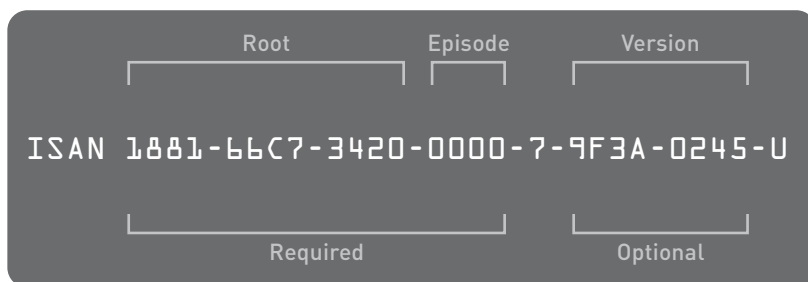 Root Episode Version
ISAN 1881-66C7-3420-0000-7-9F3A-0245-U
Required Optional